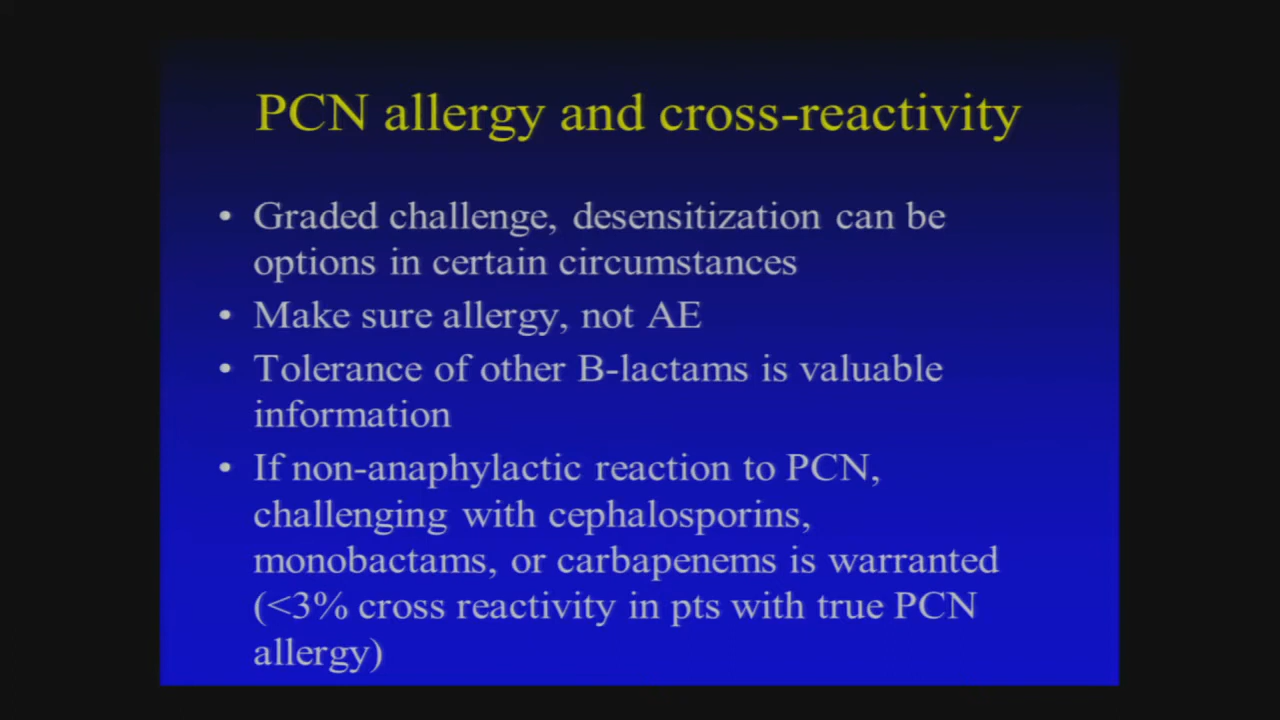 PCN allergy and cross-reactivity
• Graded challenge, desensitization can be
options in certain circumstances
• Make sure allergy, not AE
• Tolerance of other B-lactams is valuable
information
• If non-anaphylactic reaction to PCN,
challenging with cephalosporins,
monobactams, or carbapenems is warranted
(<3% cross reactivity in pts with true PCN
allergy)